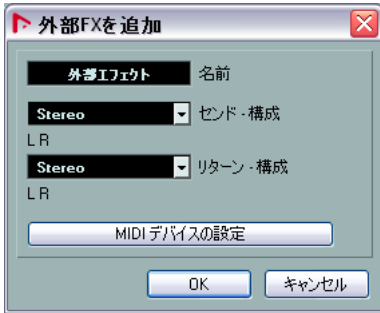 外部FXを追加
外部エフェクト 名前
Stereo センド - 構成
L R
Stereo リターン - 構成
L R
MIDI デバイスの設定
OK キャンセル